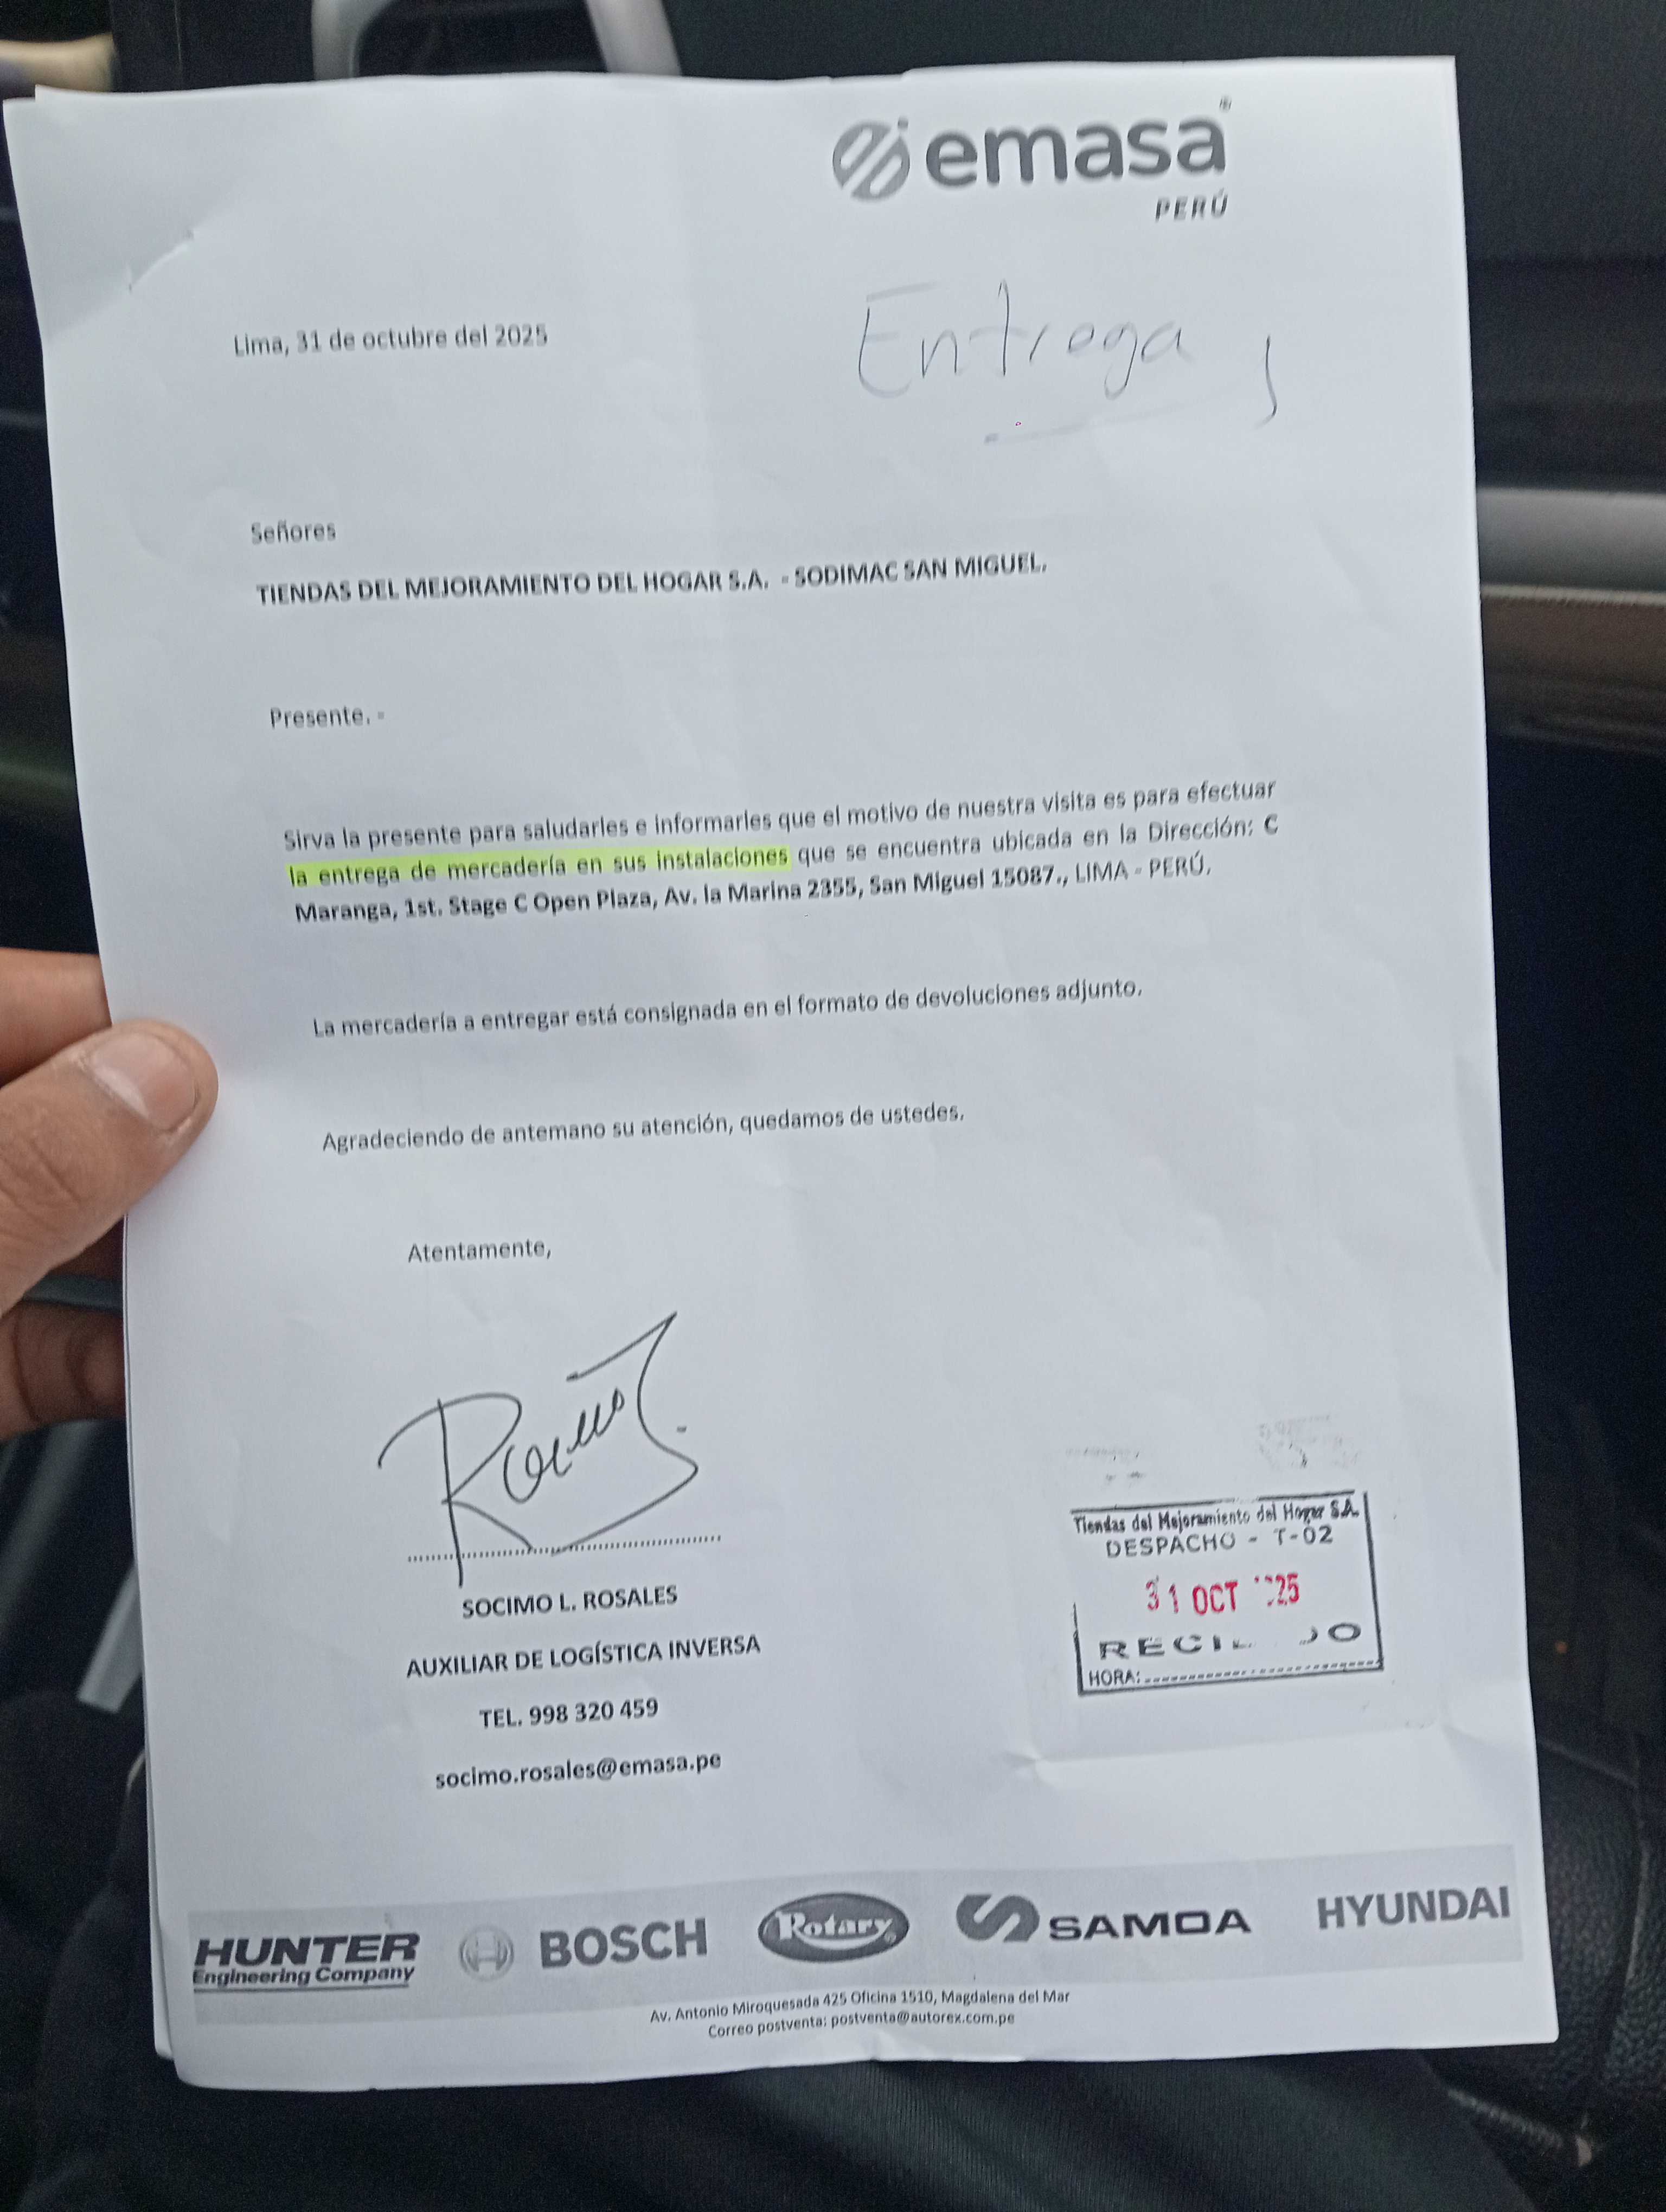 emasa
PERÚ
Entrega
Lima, 31 de octubre del 2025
Señores
TIENDAS DEL MEJORAMIENTO DEL HOGAR S.A. - SODIMAC SAN MIGUEL.
Presente. -
Sirva la presente para saludarles e informarles que el motivo de nuestra visita es para efectuar
la entrega de mercadería en sus instalaciones que se encuentra ubicada en la Dirección: C
Maranga, 1st. Stage C Open Plaza, Av. la Marina 2355, San Miguel 15087., LIMA - PERÚ.
La mercadería a entregar está consignada en el formato de devoluciones adjunto.
Agradeciendo de antemano su atención, quedamos de ustedes.
Atentamente,
SOCIMO L. ROSALES
AUXILIAR DE LOGÍSTICA INVERSA
TEL. 998 320 459
socimo.rosales@emasa.pe
Tiendas del Mejoramiento del Hogar S.A.
DESPACHO - T-02
31 OCT 25
HORA:
HUNTER
Engineering Company
BOSCH
Rotary
SAMOA
HYUNDAI
Av. Antonio Miroquesada 425 Oficina 1510, Magdalena del Mar
Correo postventa: postventa@autorex.com.pe